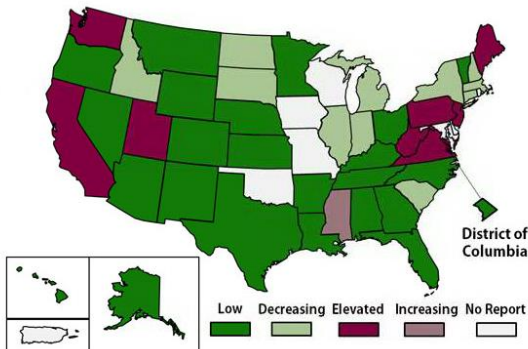 District of
Columbia
Low Decreasing Elevated Increasing No Report